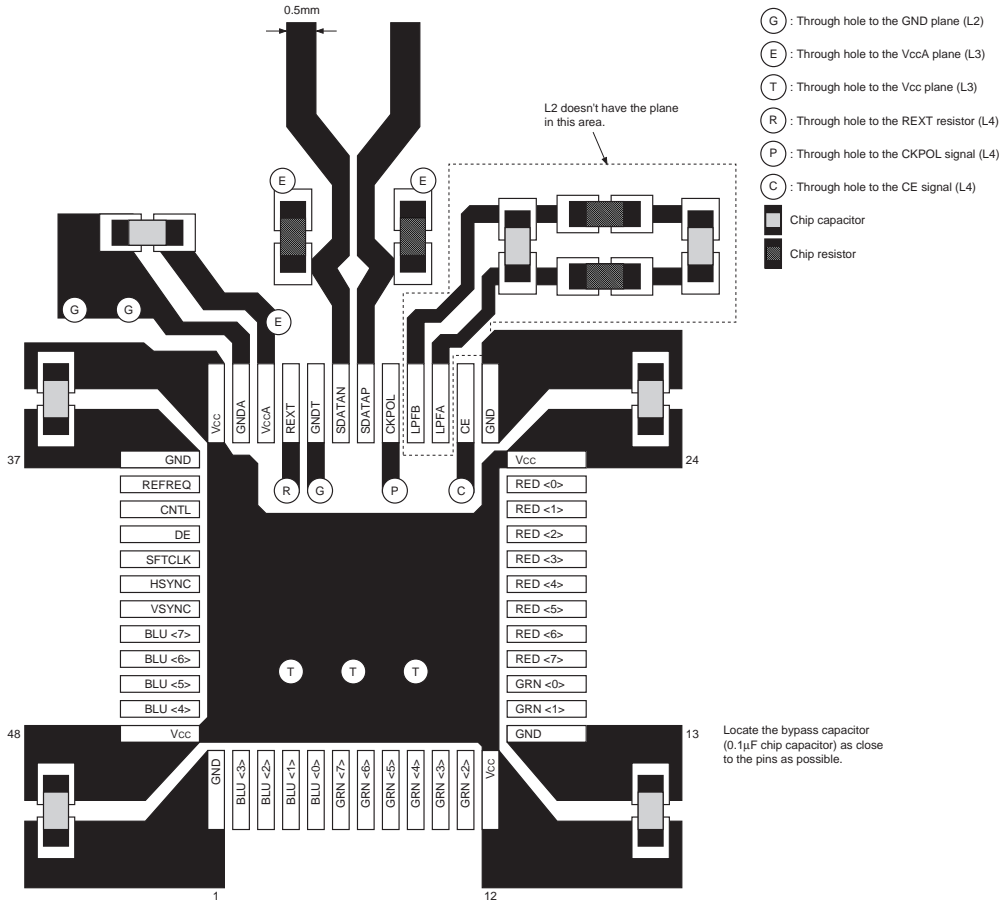 0.5mm
G : Through hole to the GND plane (L2)
E : Through hole to the VccA plane (L3)
T : Through hole to the Vcc plane (L3)
R : Through hole to the REXT resistor (L4)
P : Through hole to the CKPOL signal (L4)
C : Through hole to the CE signal (L4)
Chip capacitor
Chip resistor
L2 doesn't have the plane
in this area.
E
E
G
G
E
Vcc
GNDA
VccA
REXT
GNDT
SDATAN
SDATAP
CKPOL
LPFB
LPFA
CE
GND
R
G
P
C
37
GND
REFREQ
CNTL
DE
SFTCLK
HSYNC
VSYNC
BLU <7>
BLU <6>
BLU <5>
BLU <4>
Vcc
48
24
Vcc
RED <0>
RED <1>
RED <2>
RED <3>
RED <4>
RED <5>
RED <6>
RED <7>
GRN <0>
GRN <1>
GND
13
T
T
T
Locate the bypass capacitor
(0.1μF chip capacitor) as close
to the pins as possible.
GND
BLU <3>
BLU <2>
BLU <1>
BLU <0>
GRN <7>
GRN <6>
GRN <5>
GRN <4>
GRN <3>
GRN <2>
Vcc
1
12